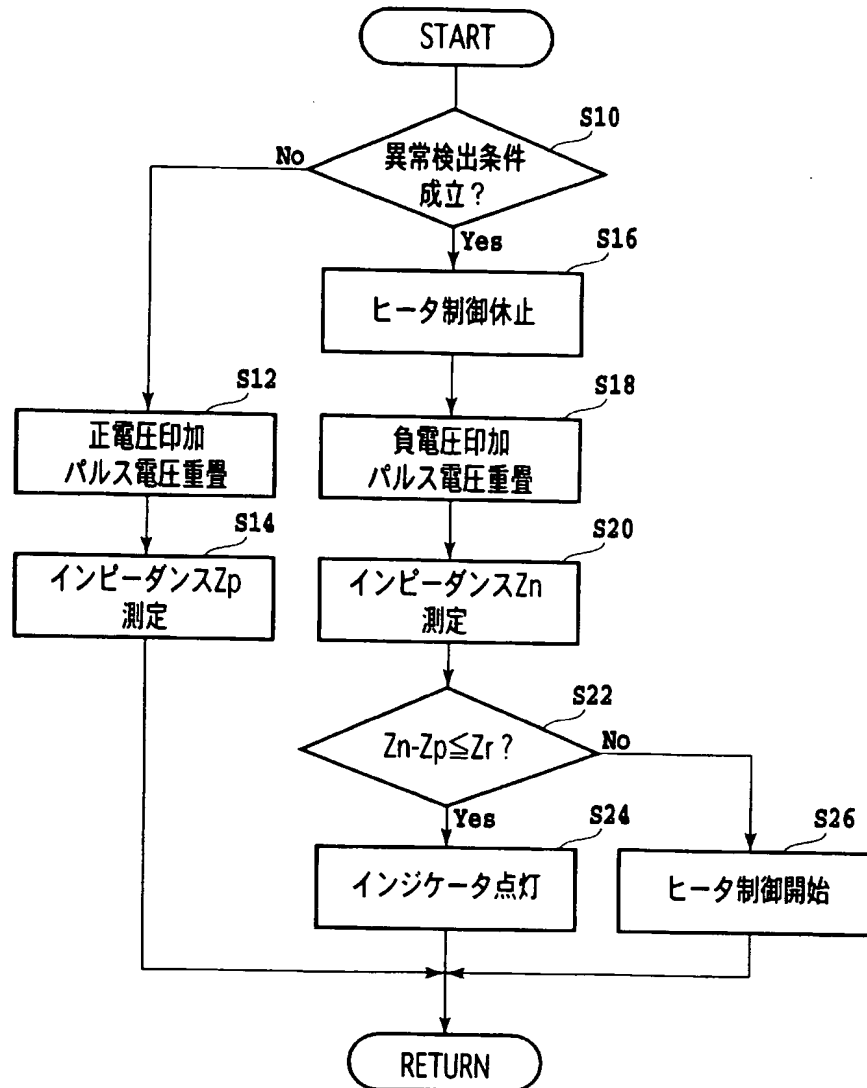 START
S10
異常検出条件
成立?
No
Yes
S16
ヒータ制御休止
S12
正電圧印加
パルス電圧重畳
S18
負電圧印加
パルス電圧重畳
S14
インピーダンスZp
測定
S20
インピーダンスZn
測定
S22
Zn-Zp≦Zr?
No
Yes
S24
インジケータ点灯
S26
ヒータ制御開始
RETURN